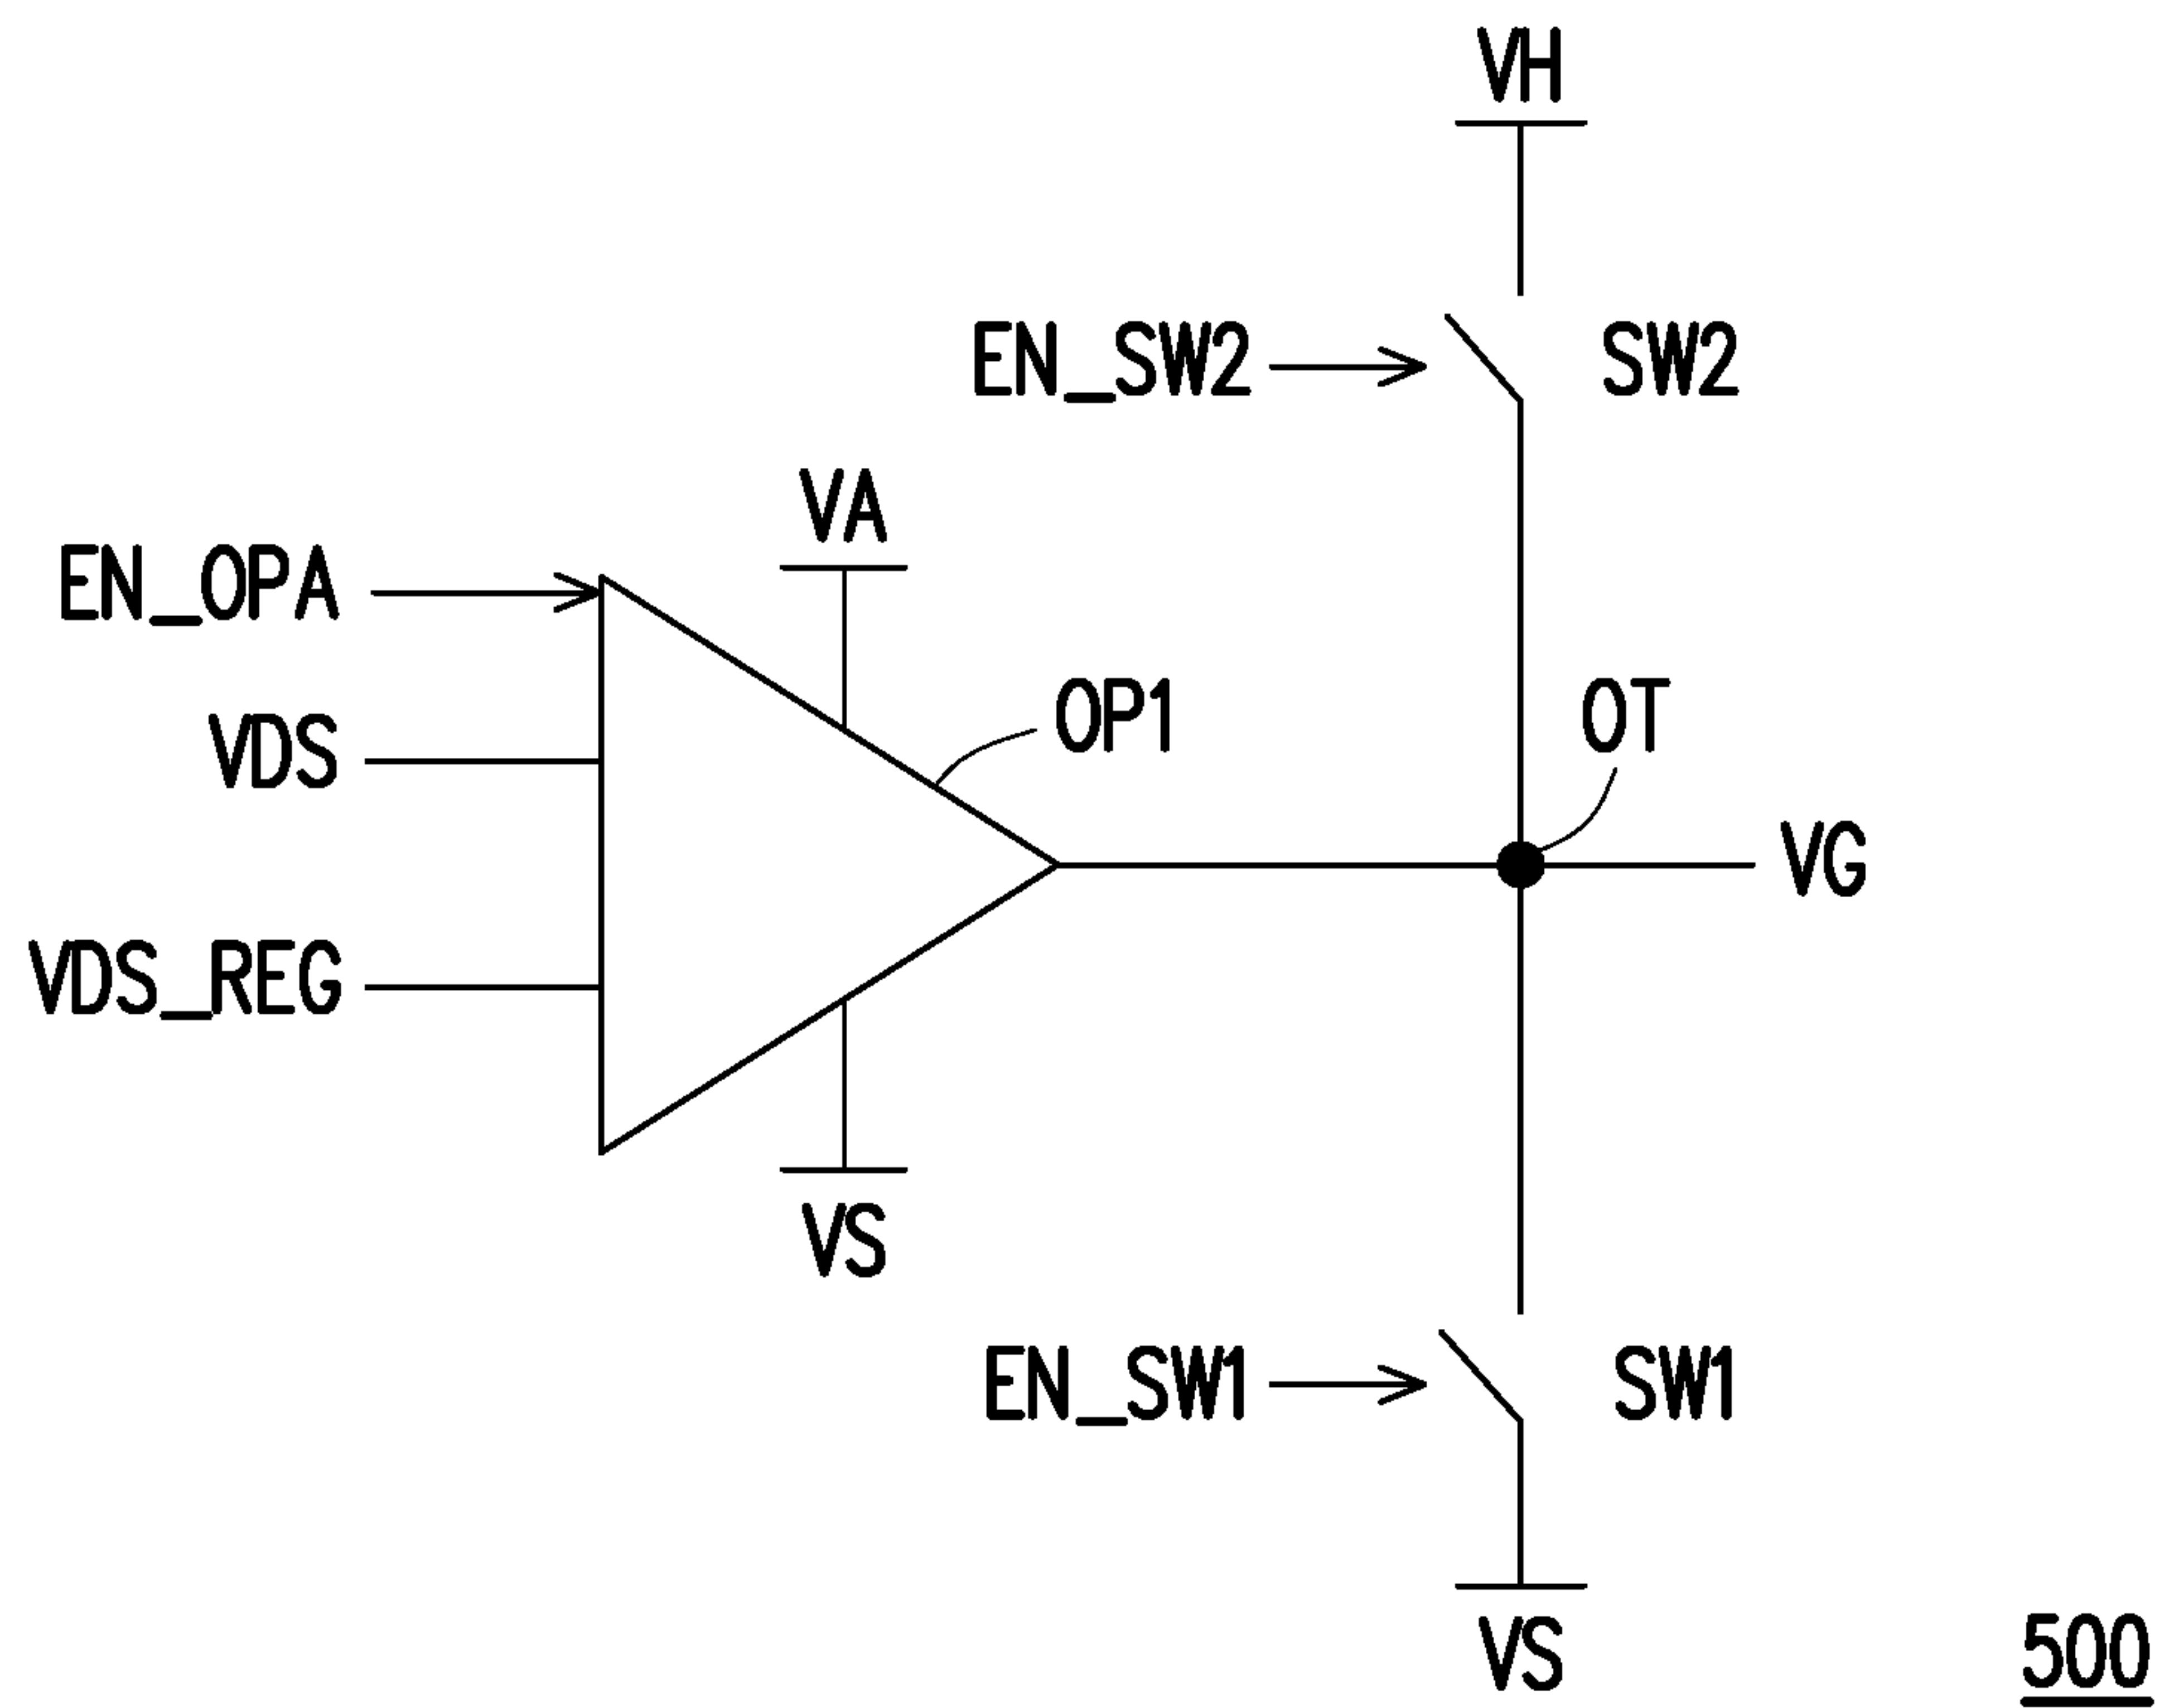 VH
EN_SW2
SW2
VA
EN_OPA
OP1
OT
VDS
VG
VDS_REG
VS
EN_SW1
SW1
VS
500